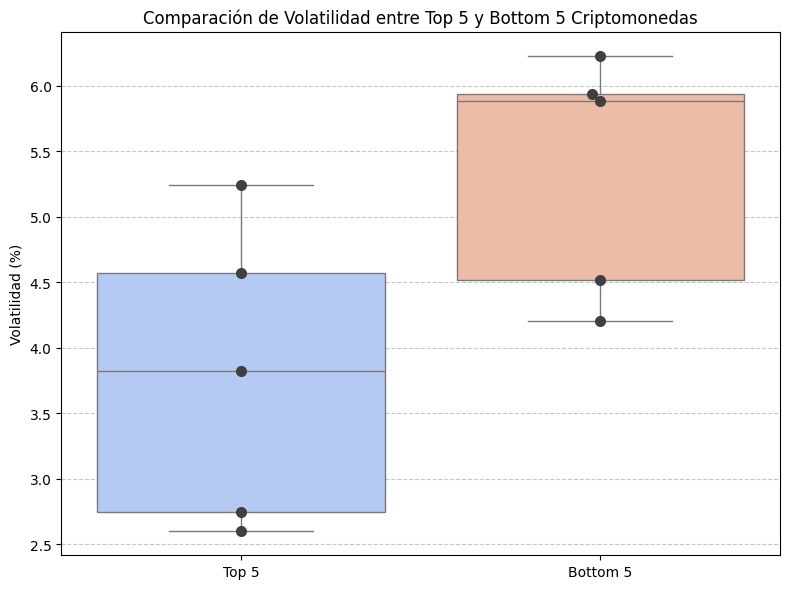 Comparación de Volatilidad entre Top 5 y Bottom 5 Criptomonedas
Volatilidad (%)
6.0
5.5
5.0
4.5
4.0
3.5
3.0
2.5
Top 5
Bottom 5